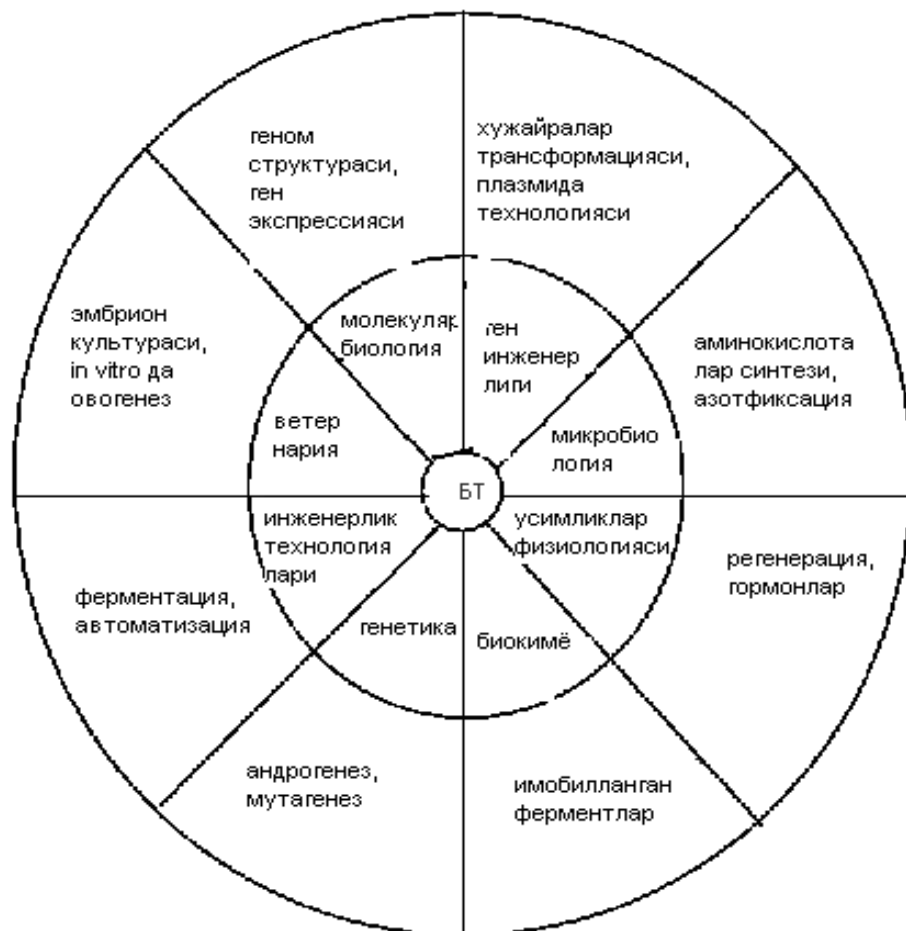 геном
структураси,
ген
экспрессияси
хужайралар
трансформацияси,
плазмида
технологияси
эмбрион
культураси,
in vitro да
овогенез
молекуляр
биология
ген
инженер
лиги
аминокислота
лар синтези,
азотфиксация
ветер
нария
микробио
логия
БТ
инженерлик
технология
лари
усимликлар
физиологияси
регенерация,
гормонлар
ферментация,
автоматизация
генетика
биокимё
андрогенез,
мутагенез
имобилланган
ферментлар